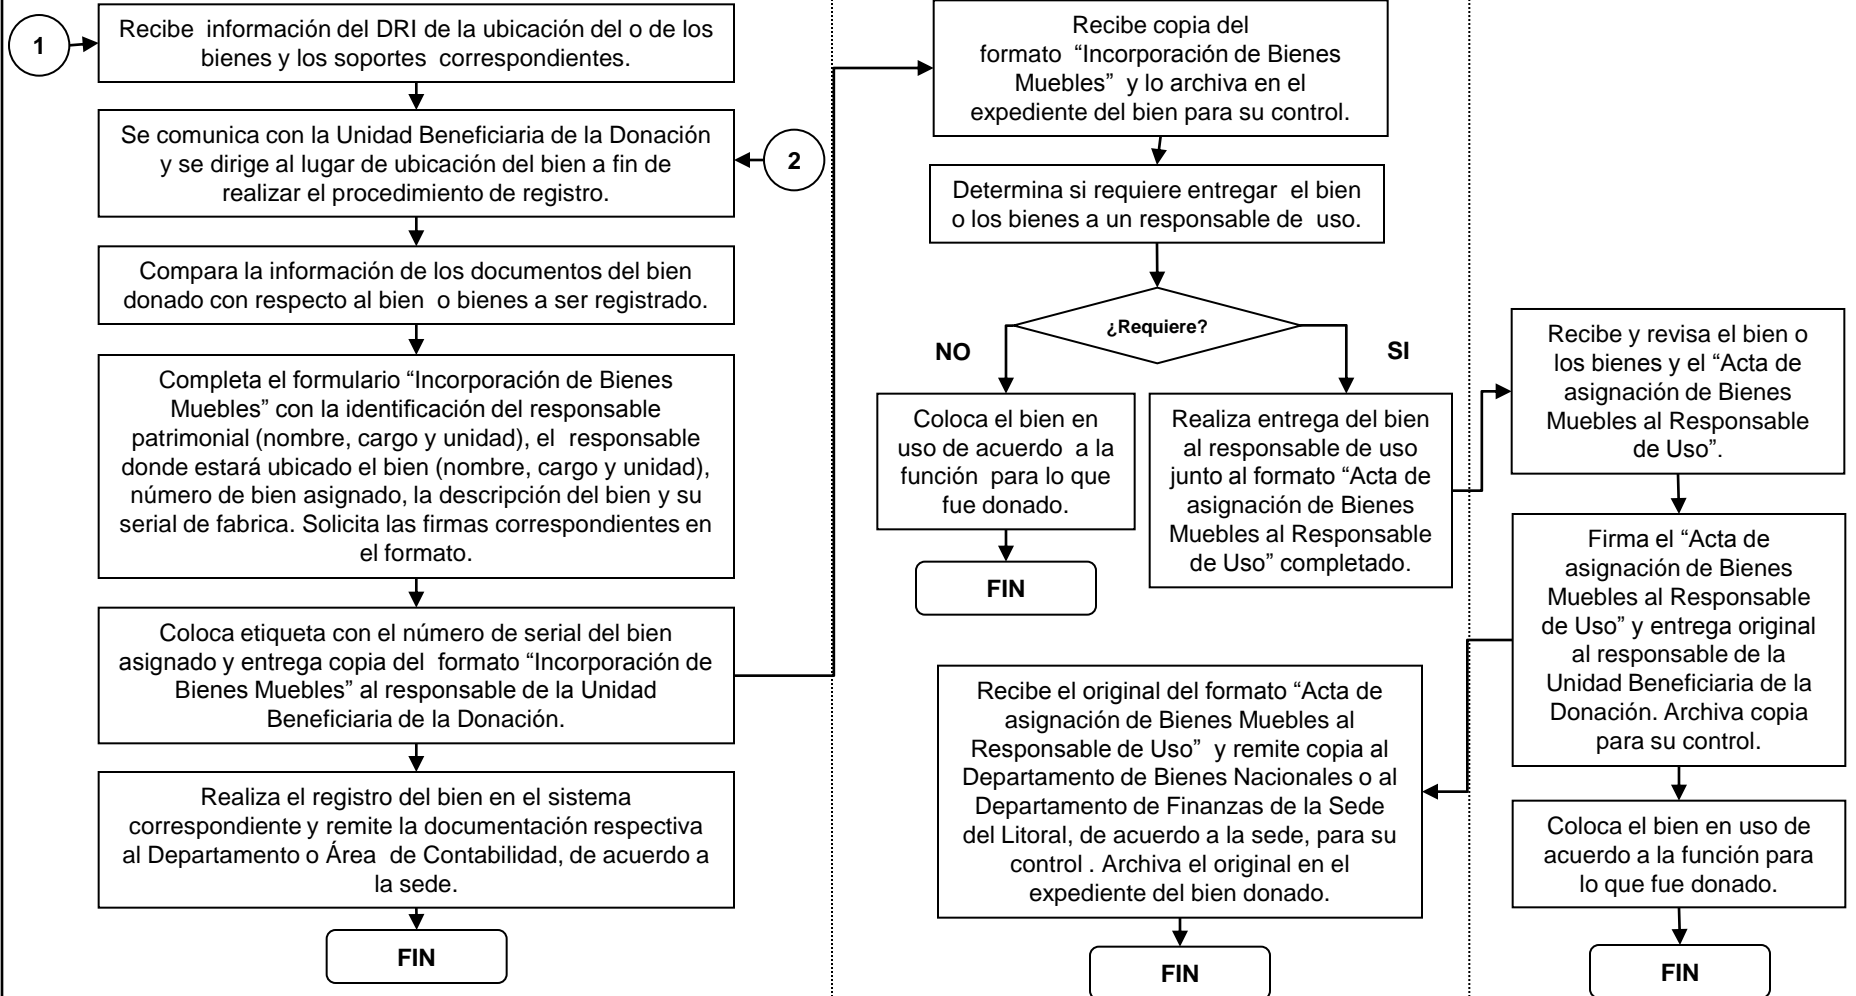 1
Recibe información del DRI de la ubicación del o de los
bienes y los soportes correspondientes.
Se comunica con la Unidad Beneficiaria de la Donación
y se dirige al lugar de ubicación del bien a fin de
realizar el procedimiento de registro.
2
Compara la información de los documentos del bien
donado con respecto al bien o bienes a ser registrado.
Completa el formulario “Incorporación de Bienes
Muebles” con la identificación del responsable
patrimonial (nombre, cargo y unidad), el responsable
donde estará ubicado el bien (nombre, cargo y unidad),
número de bien asignado, la descripción del bien y su
serial de fabrica. Solicita las firmas correspondientes en
el formato.
Coloca etiqueta con el número de serial del bien
asignado y entrega copia del formato “Incorporación de
Bienes Muebles” al responsable de la Unidad
Beneficiaria de la Donación.
Realiza el registro del bien en el sistema
correspondiente y remite la documentación respectiva
al Departamento o Área de Contabilidad, de acuerdo a
la sede.
FIN
Recibe copia del
formato “Incorporación de Bienes
Muebles” y lo archiva en el
expediente del bien para su control.
Determina si requiere entregar el bien
o los bienes a un responsable de uso.
¿Requiere?
NO
SI
Coloca el bien en
uso de acuerdo a la
función para lo que
fue donado.
FIN
Realiza entrega del bien
al responsable de uso
junto al formato “Acta de
asignación de Bienes
Muebles al Responsable
de Uso” completado.
Recibe el original del formato “Acta de
asignación de Bienes Muebles al
Responsable de Uso” y remite copia al
Departamento de Bienes Nacionales o al
Departamento de Finanzas de la Sede
del Litoral, de acuerdo a la sede, para su
control . Archiva el original en el
expediente del bien donado.
FIN
Recibe y revisa el bien o
los bienes y el “Acta de
asignación de Bienes
Muebles al Responsable
de Uso”.
Firma el “Acta de
asignación de Bienes
Muebles al Responsable
de Uso” y entrega original
al responsable de la
Unidad Beneficiaria de la
Donación. Archiva copia
para su control.
Coloca el bien en uso de
acuerdo a la función para
lo que fue donado.
FIN